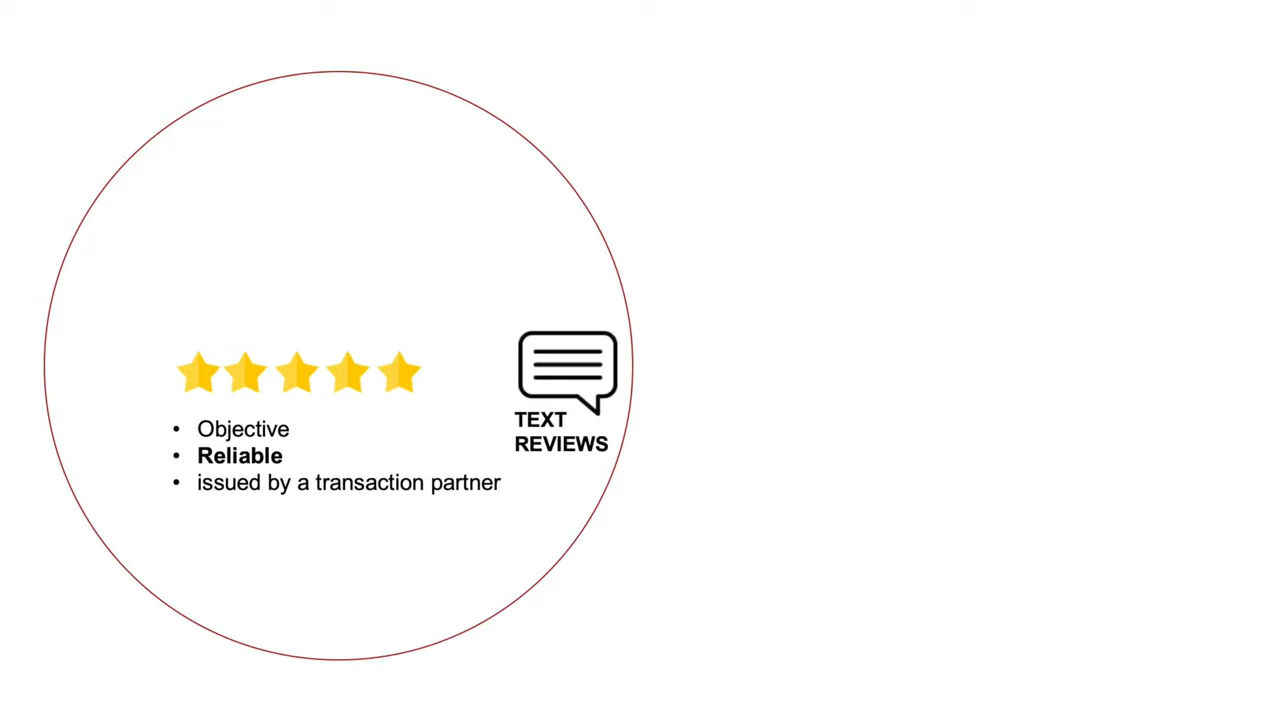 • Objective
• Reliable
• issued by a transaction partner
TEXT
REVIEWS